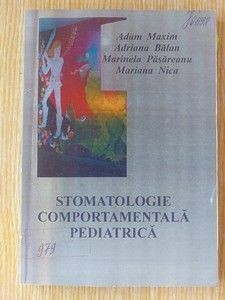 Adam Maxim
Adriana Bălan
Marinela Păsăreanu
Mariana Nica
STOMATOLOGIE
COMPORTAMENTALĂ
PEDIATRICĂ
979